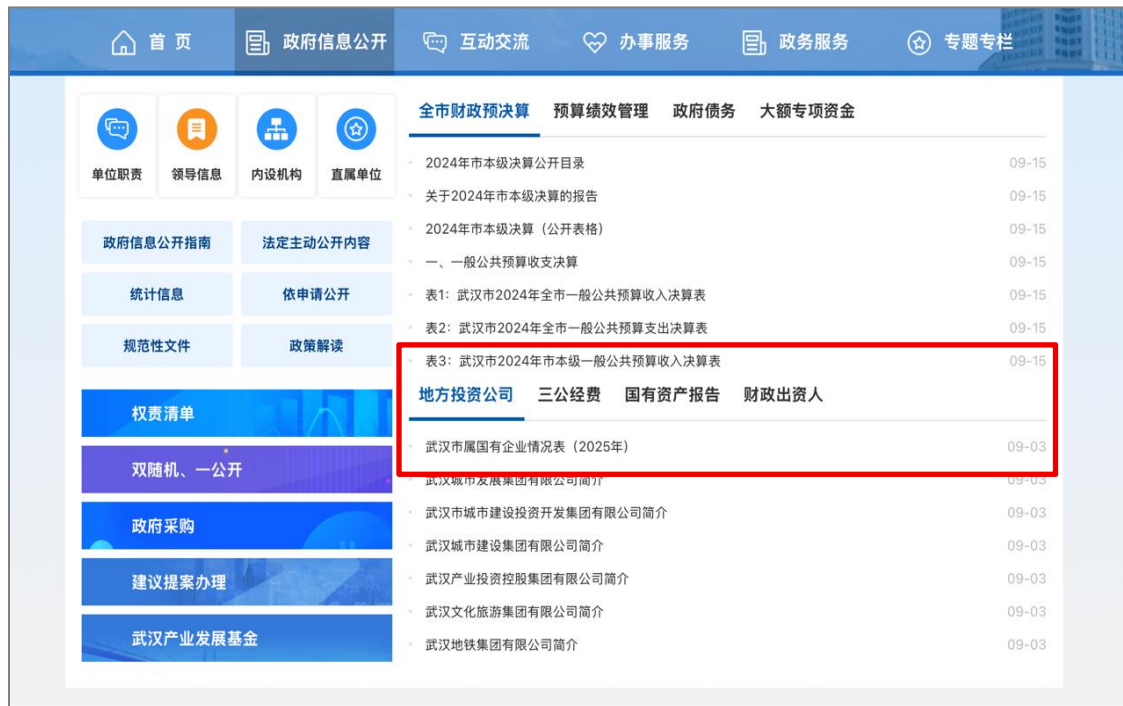 首 页 政府信息公开 互动交流 办事服务 政务服务 专题专栏
单位职责 领导信息 内设机构 直属单位
政府信息公开指南 法定主动公开内容
统计信息 依申请公开
规范性文件 政策解读
权责清单
双随机、一公开
政府采购
建议提案办理
武汉产业发展基金
全市财政预决算 预算绩效管理 政府债务 大额专项资金
2024年市本级决算公开目录 09-15
关于2024年市本级决算的报告 09-15
2024年市本级决算（公开表格） 09-15
一、一般公共预算收支决算 09-15
表1：武汉市2024年全市一般公共预算收入决算表 09-15
表2：武汉市2024年全市一般公共预算支出决算表 09-15
表3：武汉市2024年市本级一般公共预算收入决算表 09-15
地方投资公司 三公经费 国有资产报告 财政出资人
武汉市属国有企业情况表（2025年） 09-03
武汉城市发展集团有限公司简介 09-03
武汉市城市建设投资开发集团有限公司简介 09-03
武汉城市建设集团有限公司简介 09-03
武汉产业投资控股集团有限公司简介 09-03
武汉文化旅游集团有限公司简介 09-03
武汉地铁集团有限公司简介 09-03